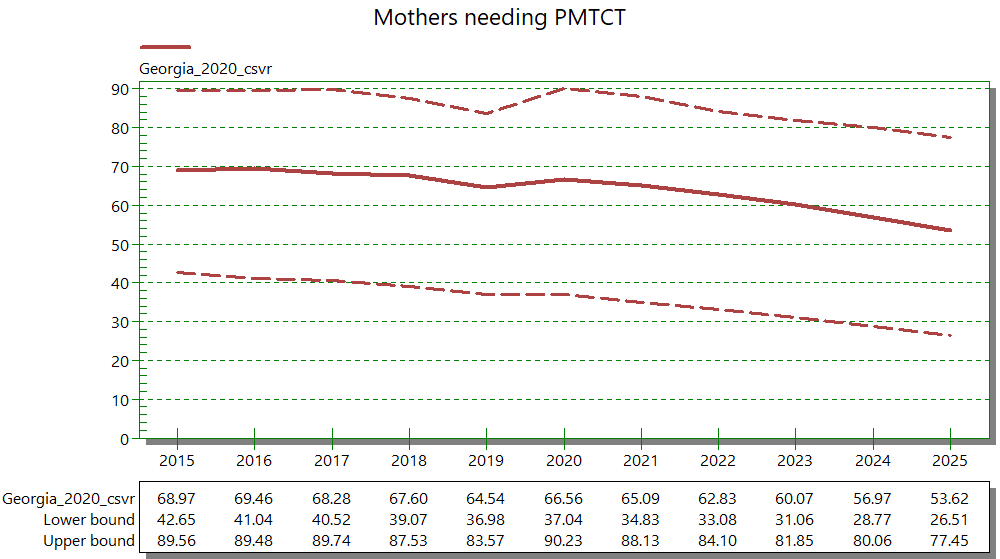 Mothers needing PMTCT
Georgia_2020_csvr
90
80
70
60
50
40
30
20
10
0
2015 2016 2017 2018 2019 2020 2021 2022 2023 2024 2025
Georgia_2020_csvr 68.97 69.46 68.28 67.60 64.54 66.56 65.09 62.83 60.07 56.97 53.62
Lower bound 42.65 41.04 40.52 39.07 36.98 37.04 34.83 33.08 31.06 28.77 26.51
Upper bound 89.56 89.48 89.74 87.53 83.57 90.23 88.13 84.10 81.85 80.06 77.45